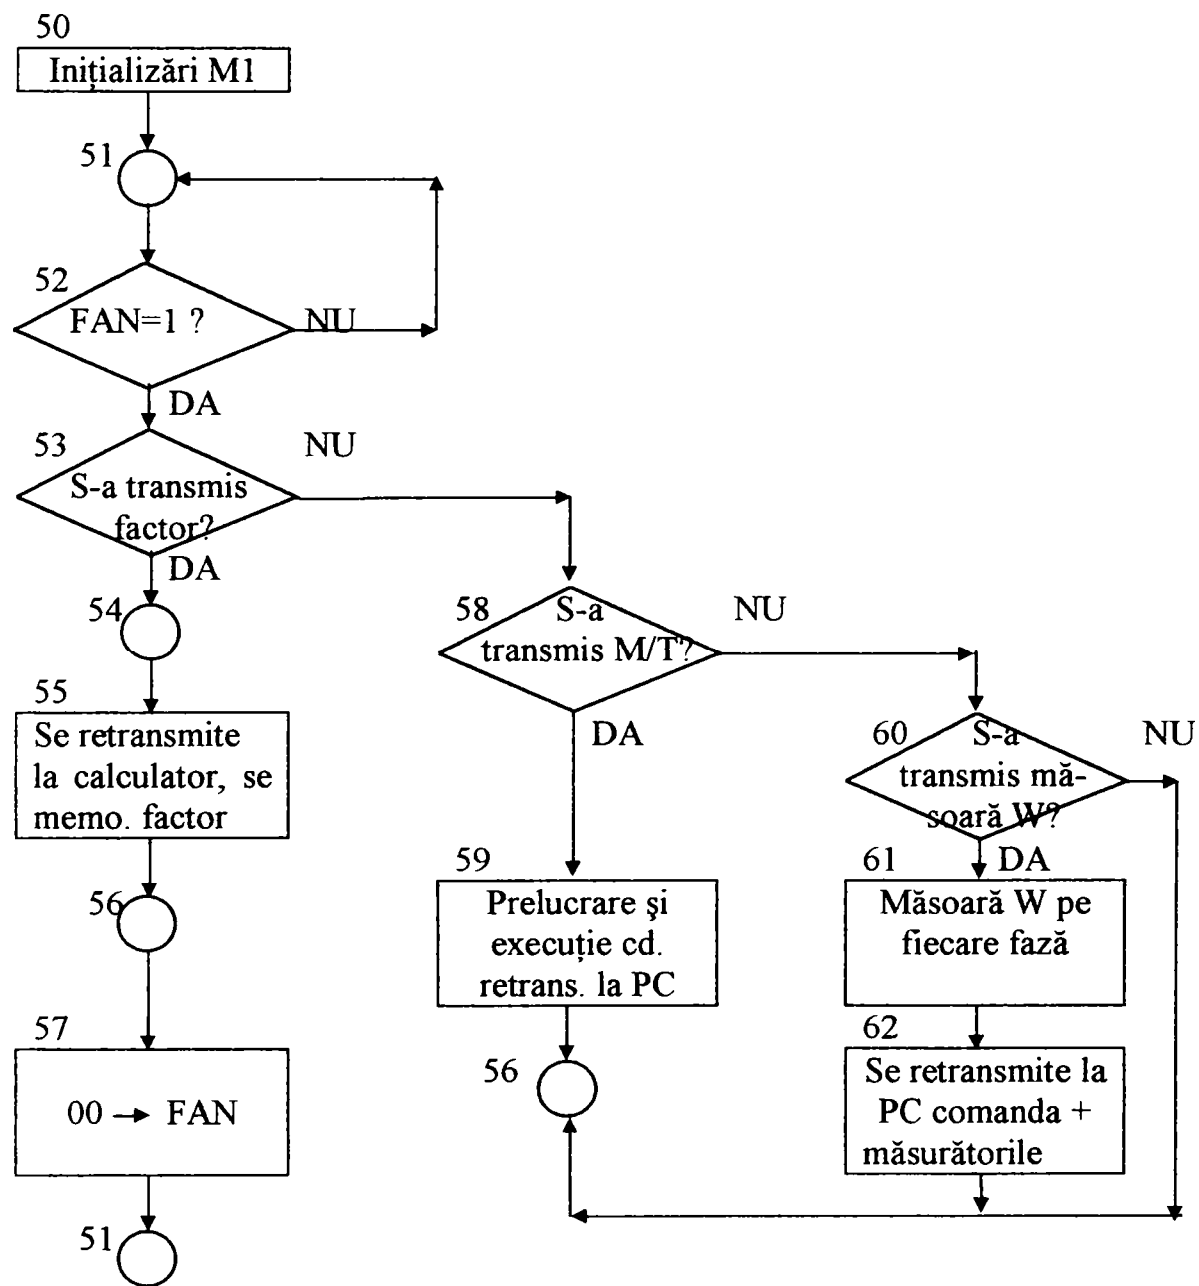 50
Inițializări M1
51
52
FAN=1 ?
NU
DA
53
NU
S-a transmis
factor?
DA
54
55
Se retransmite
la calculator, se
memo. factor
56
57
00 → FAN
51
58
S-a
transmis M/T?
NU
DA
59
Prelucrare și
execuție cd.
retrans. la PC
56
60
S-a
transmis mă-
soară W?
NU
DA
61
Măsoară W pe
fiecare fază
62
Se retransmite la
PC comanda +
măsurătorile